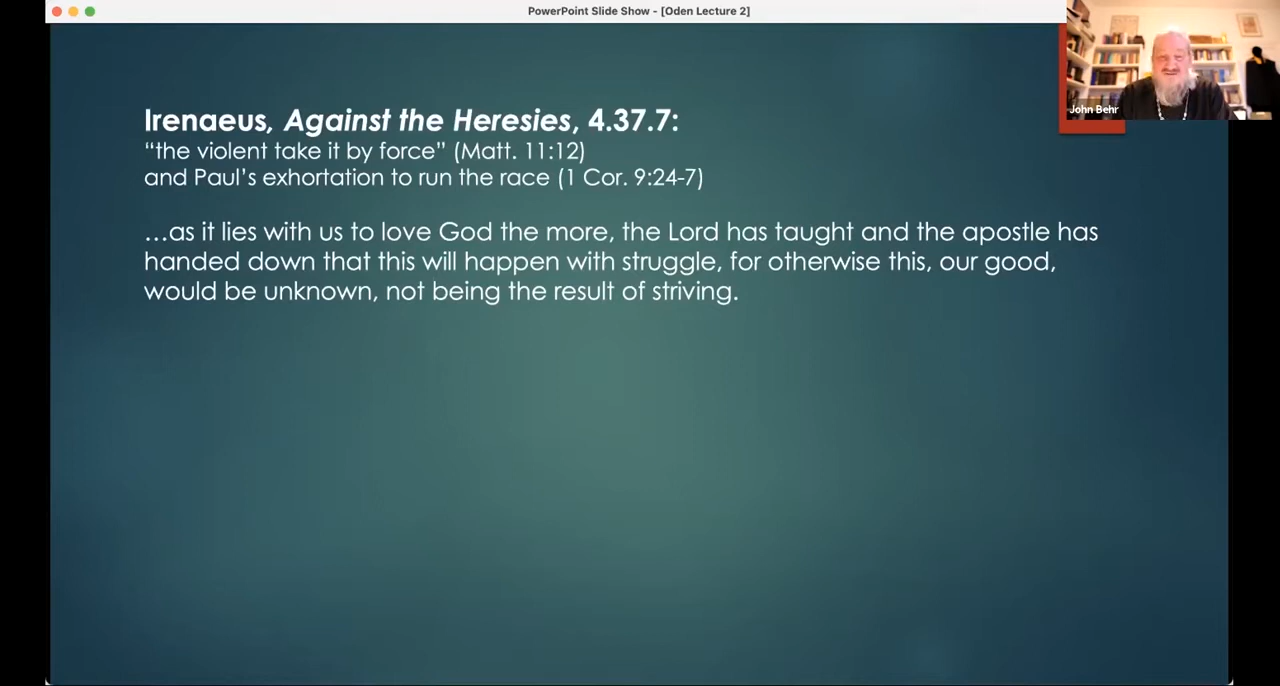 PowerPoint Slide Show - [Oden Lecture 2]
John Behr
Irenaeus, Against the Heresies, 4.37.7:
“the violent take it by force” (Matt. 11:12)
and Paul’s exhortation to run the race (1 Cor. 9:24-7)
…as it lies with us to love God the more, the Lord has taught and the apostle has
handed down that this will happen with struggle, for otherwise this, our good,
would be unknown, not being the result of striving.